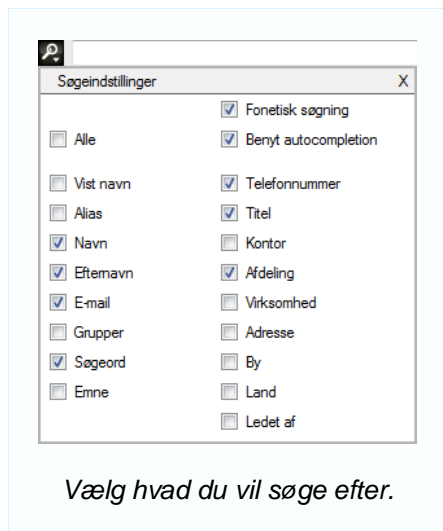 Søgeindstillinger X
Fonetisk søgning
Alle Benyt autocompletion
Vist navn Telefonnummer
Alias Titel
Navn Kontor
Efternavn Afdeling
E-mail Virksomhed
Grupper Adresse
Søgeord By
Emne Land
Ledet af
Vælg hvad du vil søge efter.